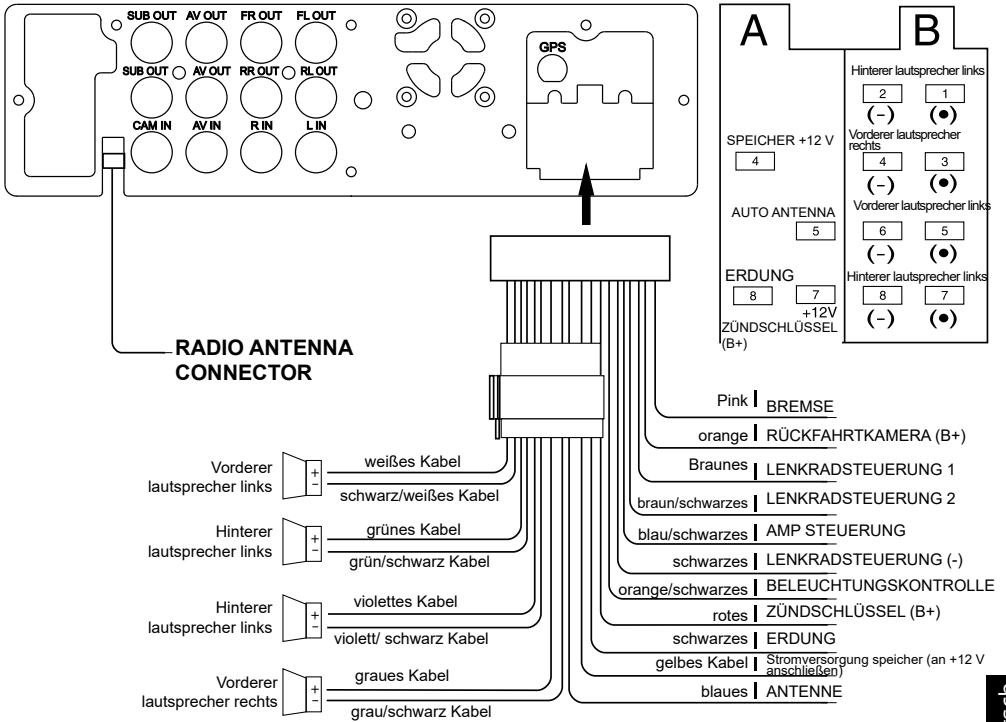 SUB OUT AV OUT FR OUT FL OUT
SUB OUT AV OUT RR OUT RL OUT
CAM IN AV IN R IN L IN
GPS
RADIO ANTENNA
CONNECTOR
A
SPEICHER +12 V
4
AUTO ANTENNA
5
ERDUNG
8 7
+12V
ZÜNDSCHLÜSSEL
(B+)
B
Hinterer lautsprecher links
2 1
(-) (•)
Vorderer lautsprecher
rechts
4 3
(-) (•)
Vorderer lautsprecher links
6 5
(-) (•)
Hinterer lautsprecher links
8 7
(-) (•)
Vorderer
lautsprecher links
+
-
weißes Kabel
schwarz/weißes Kabel
Hinterer
lautsprecher links
+
-
grünes Kabel
grün/schwarz Kabel
Hinterer
lautsprecher links
+
-
violettes Kabel
violett/ schwarz Kabel
Vorderer
lautsprecher rechts
+
-
graues Kabel
grau/schwarz Kabel
Pink BREMSE
orange RÜCKFAHRTKAMERA (B+)
Braunes LENKRADSTEUERUNG 1
braun/schwarzes LENKRADSTEUERUNG 2
blau/schwarzes AMP STEUERUNG
schwarzes LENKRADSTEUERUNG (-)
orange/schwarzes BELEUCHTUNGSKONTROLLE
rotes ZÜNDSCHLÜSSEL (B+)
schwarzes ERDUNG
gelbes Kabel Stromversorgung speicher (an +12 V
anschließen)
blaues ANTENNE